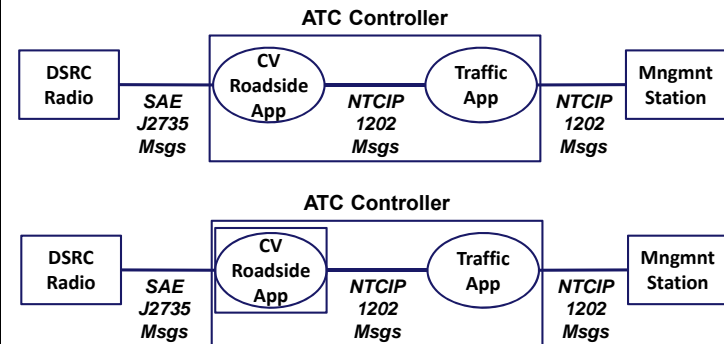 ATC Controller
DSRC
Radio
SAE
J2735
Msgs
CV
Roadside
App
NTCIP
1202
Msgs
Traffic
App
NTCIP
1202
Msgs
Mngmnt
Station
ATC Controller
DSRC
Radio
SAE
J2735
Msgs
CV
Roadside
App
NTCIP
1202
Msgs
Traffic
App
NTCIP
1202
Msgs
Mngmnt
Station